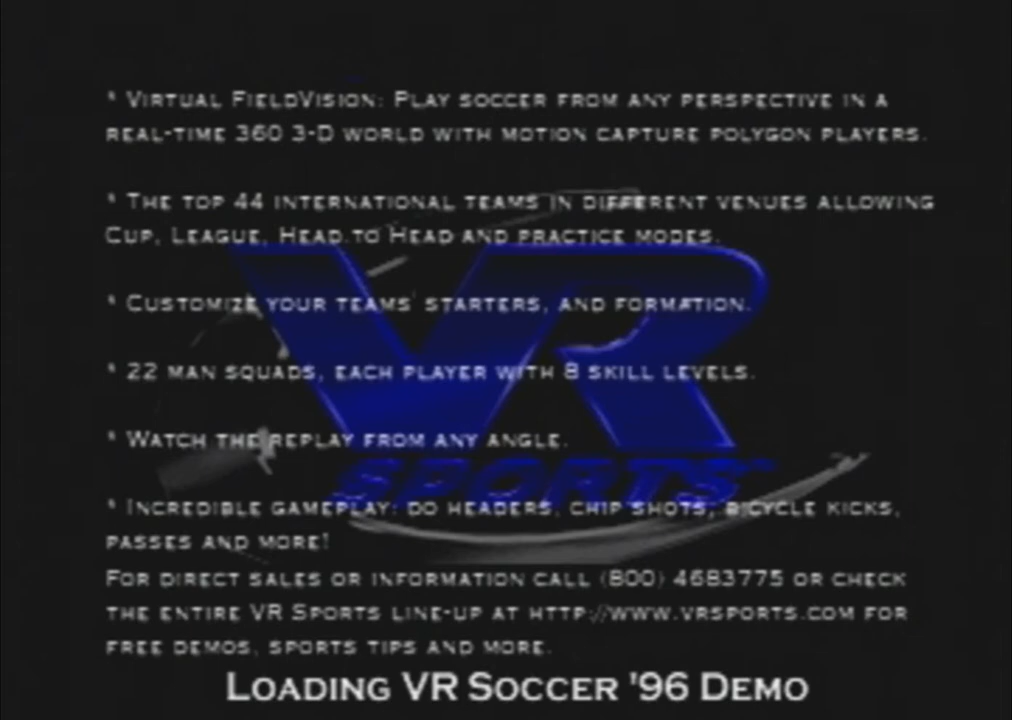 * Virtual FieldVision: Play soccer from any perspective in a
real-time 360 3-D world with motion capture polygon players.
* The top 44 international teams in different venues allowing
Cup, League, Head to Head and practice modes.
* Customize your teams' starters, and formation.
* 22 man squads, each player with 8 skill levels.
* Watch the replay from any angle.
VR
SPORTS™
* Incredible gameplay: do headers, chip shots, bicycle kicks,
passes and more!
For direct sales or information call (800) 4683775 or check
the entire VR Sports line-up at http://www.vrsports.com for
free demos, sports tips and more.
Loading VR Soccer '96 Demo